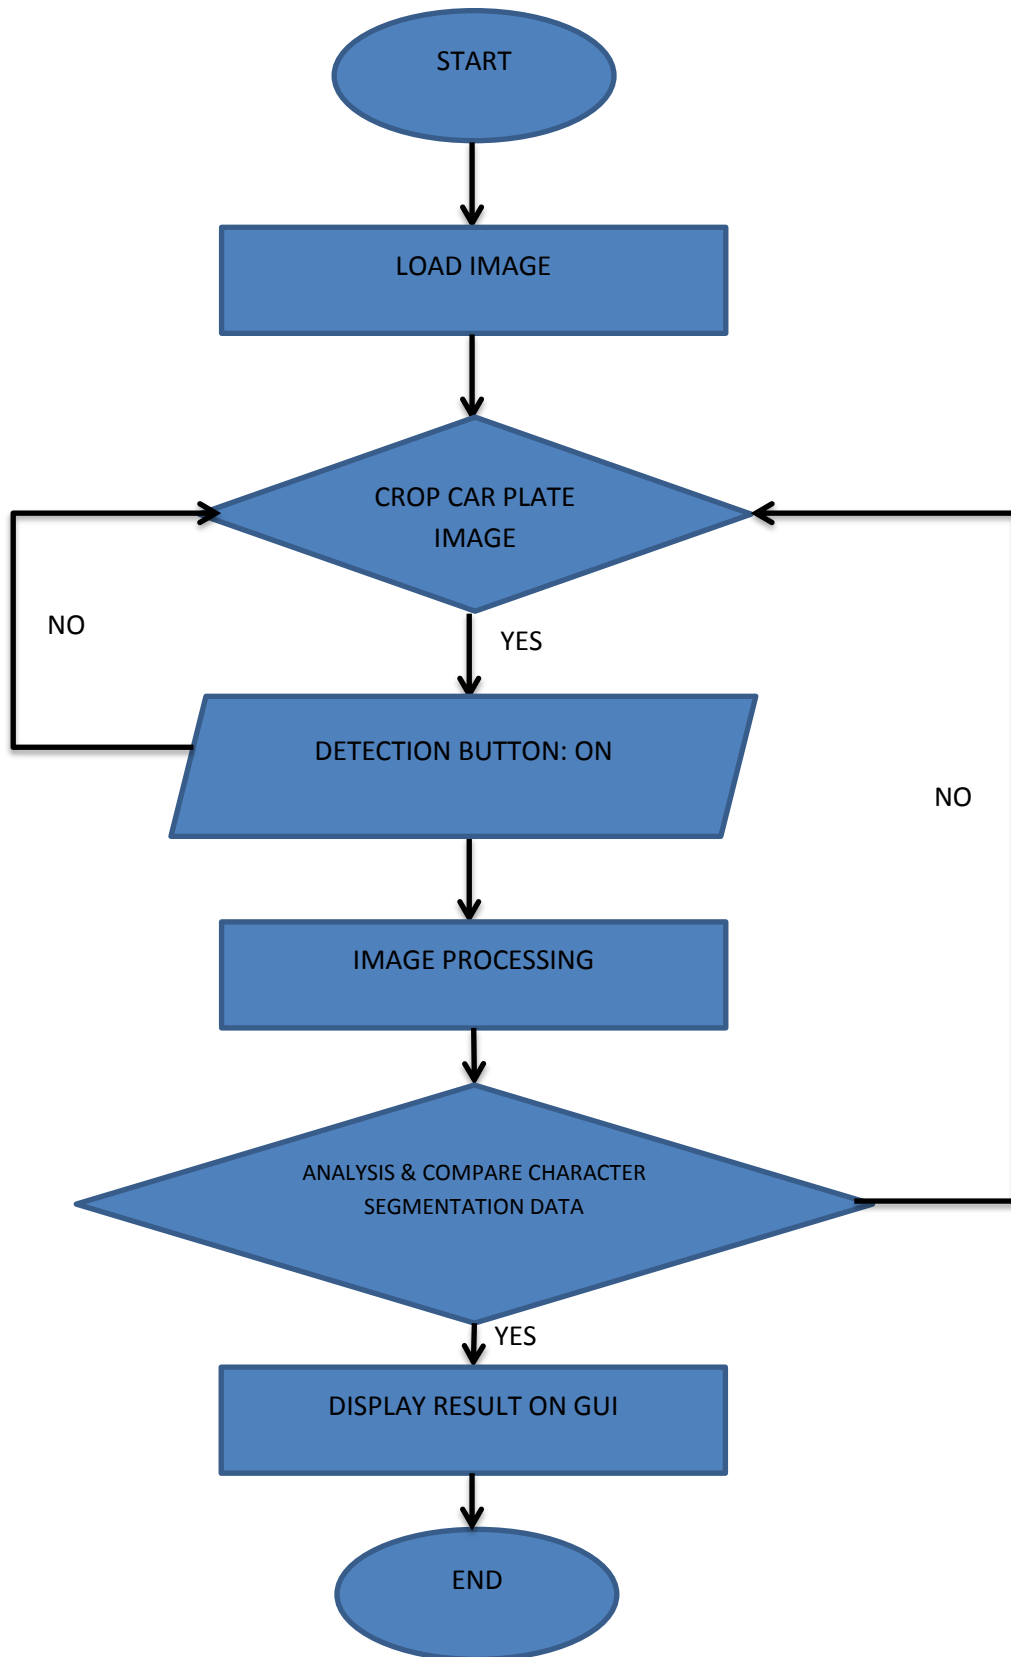 START
LOAD IMAGE
CROP CAR PLATE
IMAGE
NO
YES
DETECTION BUTTON: ON
NO
IMAGE PROCESSING
ANALYSIS & COMPARE CHARACTER
SEGMENTATION DATA
YES
DISPLAY RESULT ON GUI
END